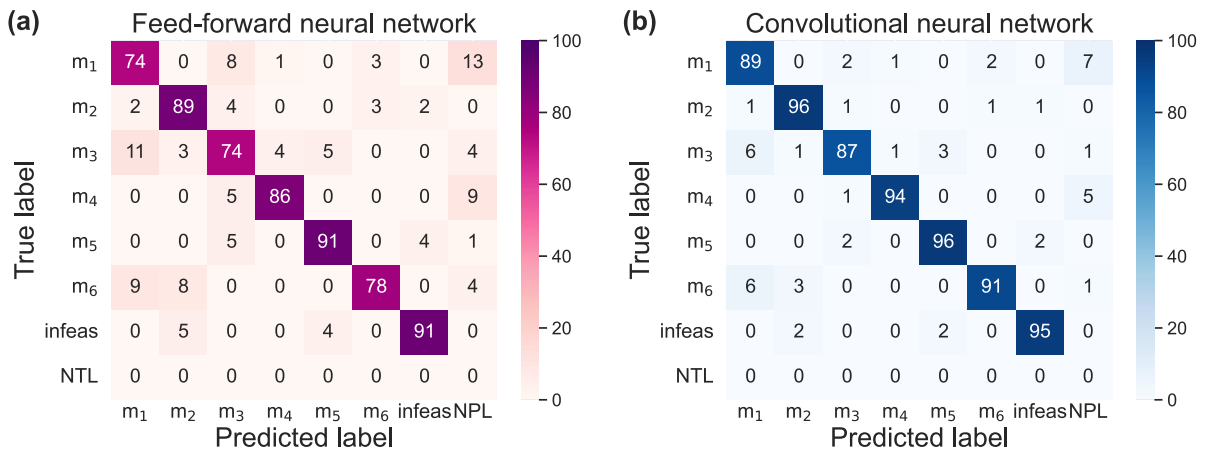 (a) Feed-forward neural network
True label
m₁ 74 0 8 1 0 3 0 13
m₂ 2 89 4 0 0 3 2 0
m₃ 11 3 74 4 5 0 0 4
m₄ 0 0 5 86 0 0 0 9
m₅ 0 0 5 0 91 0 4 1
m₆ 9 8 0 0 0 78 0 4
infeas 0 5 0 0 4 0 91 0
NTL 0 0 0 0 0 0 0 0
m₁ m₂ m₃ m₄ m₅ m₆ infeas NPL
Predicted label
100
80
60
40
20
0
(b) Convolutional neural network
True label
m₁ 89 0 2 1 0 2 0 7
m₂ 1 96 1 0 0 1 1 0
m₃ 6 1 87 1 3 0 0 1
m₄ 0 0 1 94 0 0 0 5
m₅ 0 0 2 0 96 0 2 0
m₆ 6 3 0 0 0 91 0 1
infeas 0 2 0 0 2 0 95 0
NTL 0 0 0 0 0 0 0 0
m₁ m₂ m₃ m₄ m₅ m₆ infeas NPL
Predicted label
100
80
60
40
20
0